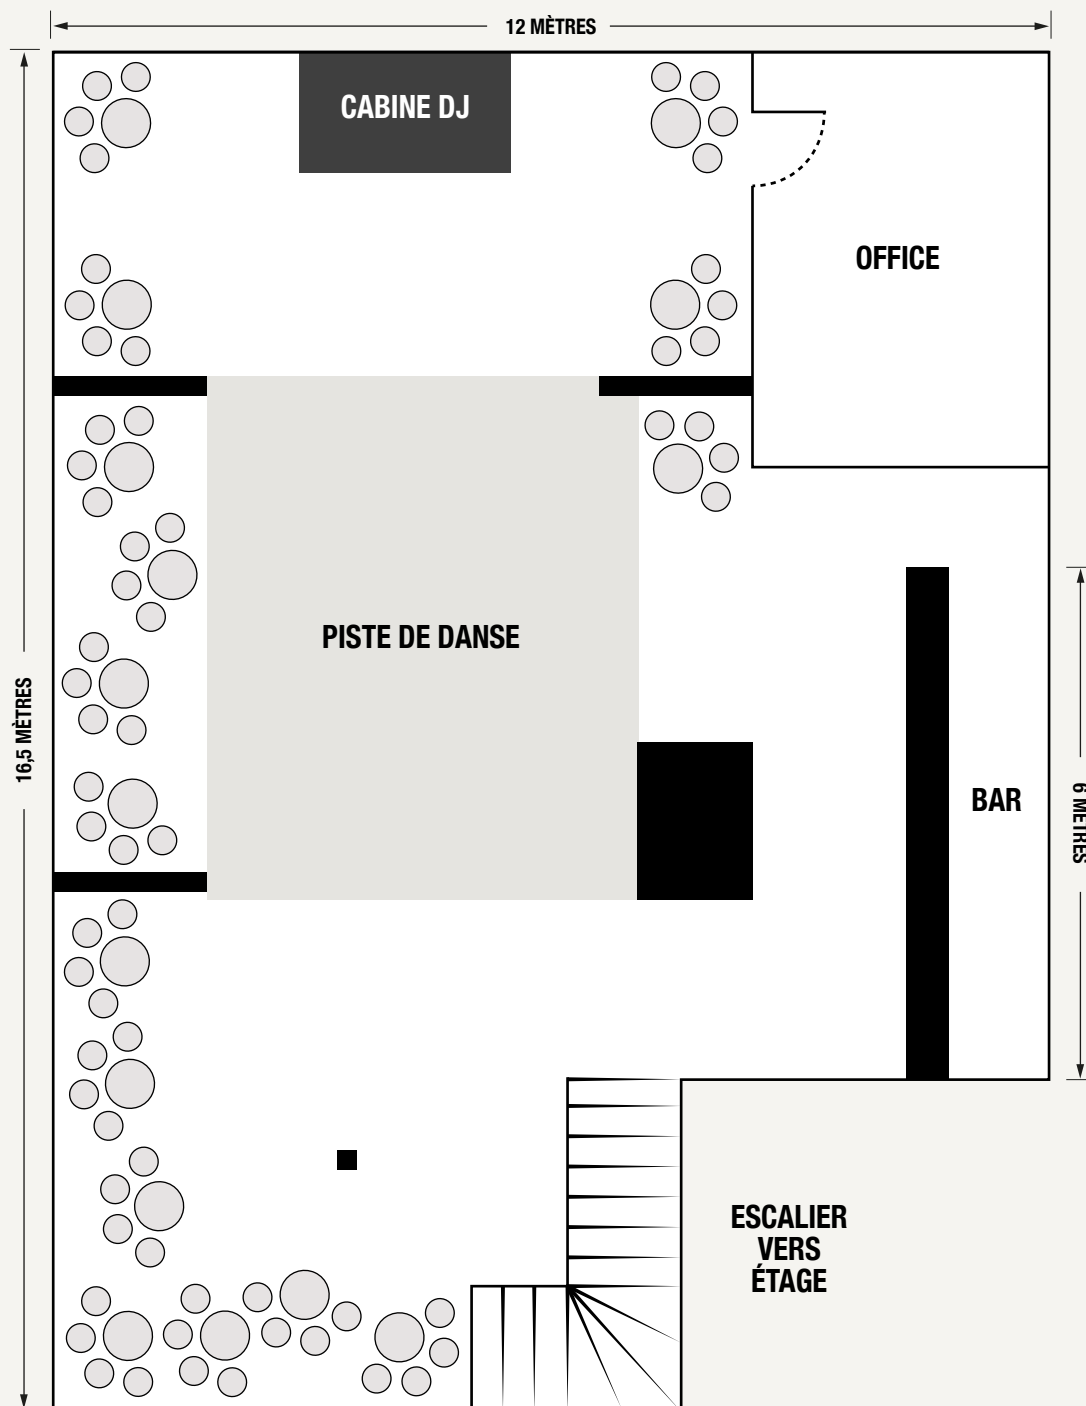 12 MÈTRES
CABINE DJ
OFFICE
PISTE DE DANSE
16,5 MÈTRES
BAR
6 MÈTRES
ESCALIER
VERS
ÉTAGE